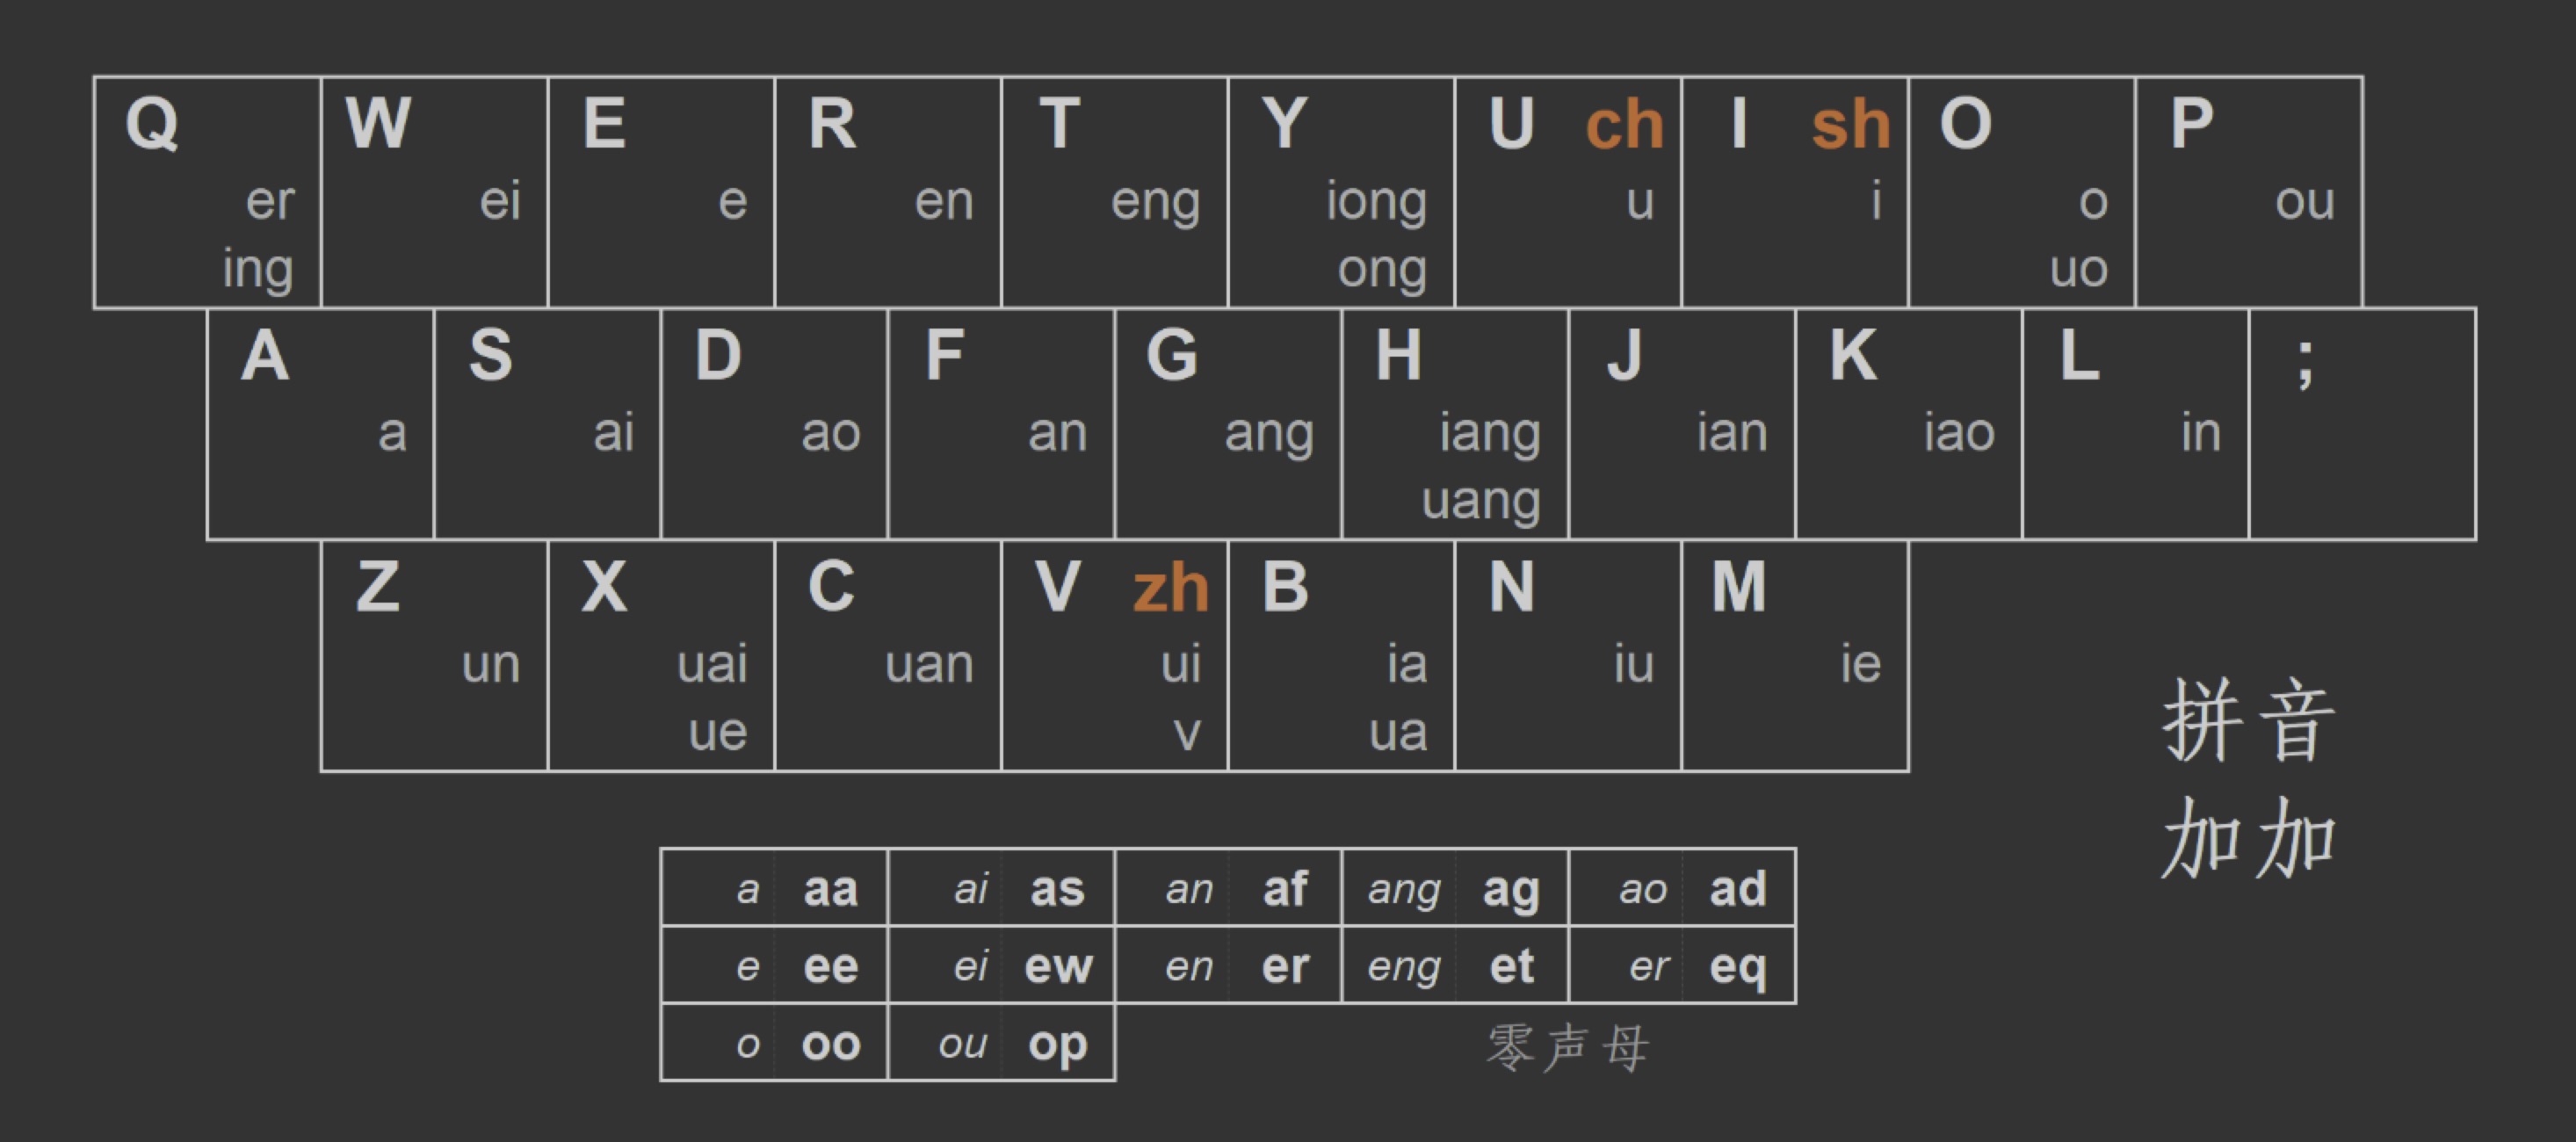 Q W E R T Y U ch I sh O P
er ei e en eng iong u i o ou
ing ong uo
A S D F G H J K L ;
a ai ao an ang iang ian iao in
uang
Z X C V zh B N M
un uai uan ui ia iu ie
ue v ua
拼音
加加
a aa ai as an af ang ag ao ad
e ee ei ew en er eng et er eq
o oo ou op
零声母